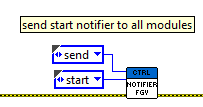 send start notifier to all modules
send
start
CTRL
NOTIFIER
FGV